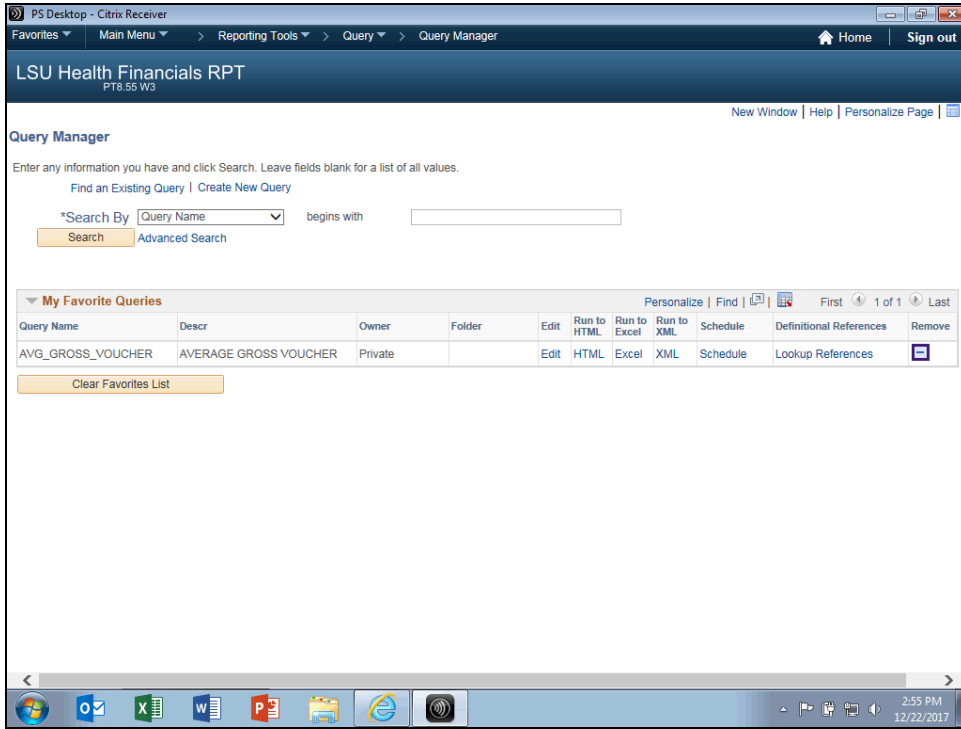 PS Desktop - Citrix Receiver
Favorites Main Menu > Reporting Tools > Query > Query Manager Home Sign out
LSU Health Financials RPT
PT8.55 W3
New Window | Help | Personalize Page |
Query Manager
Enter any information you have and click Search. Leave fields blank for a list of all values.
Find an Existing Query | Create New Query
*Search By Query Name begins with
Search Advanced Search
My Favorite Queries Personalize | Find | | First 1 of 1 Last
Query Name Descr Owner Folder Edit Run to HTML Run to Excel Run to XML Schedule Definitional References Remove
AVG_GROSS_VOUCHER AVERAGE GROSS VOUCHER Private Edit HTML Excel XML Schedule Lookup References
Clear Favorites List
2:55 PM
12/22/2017